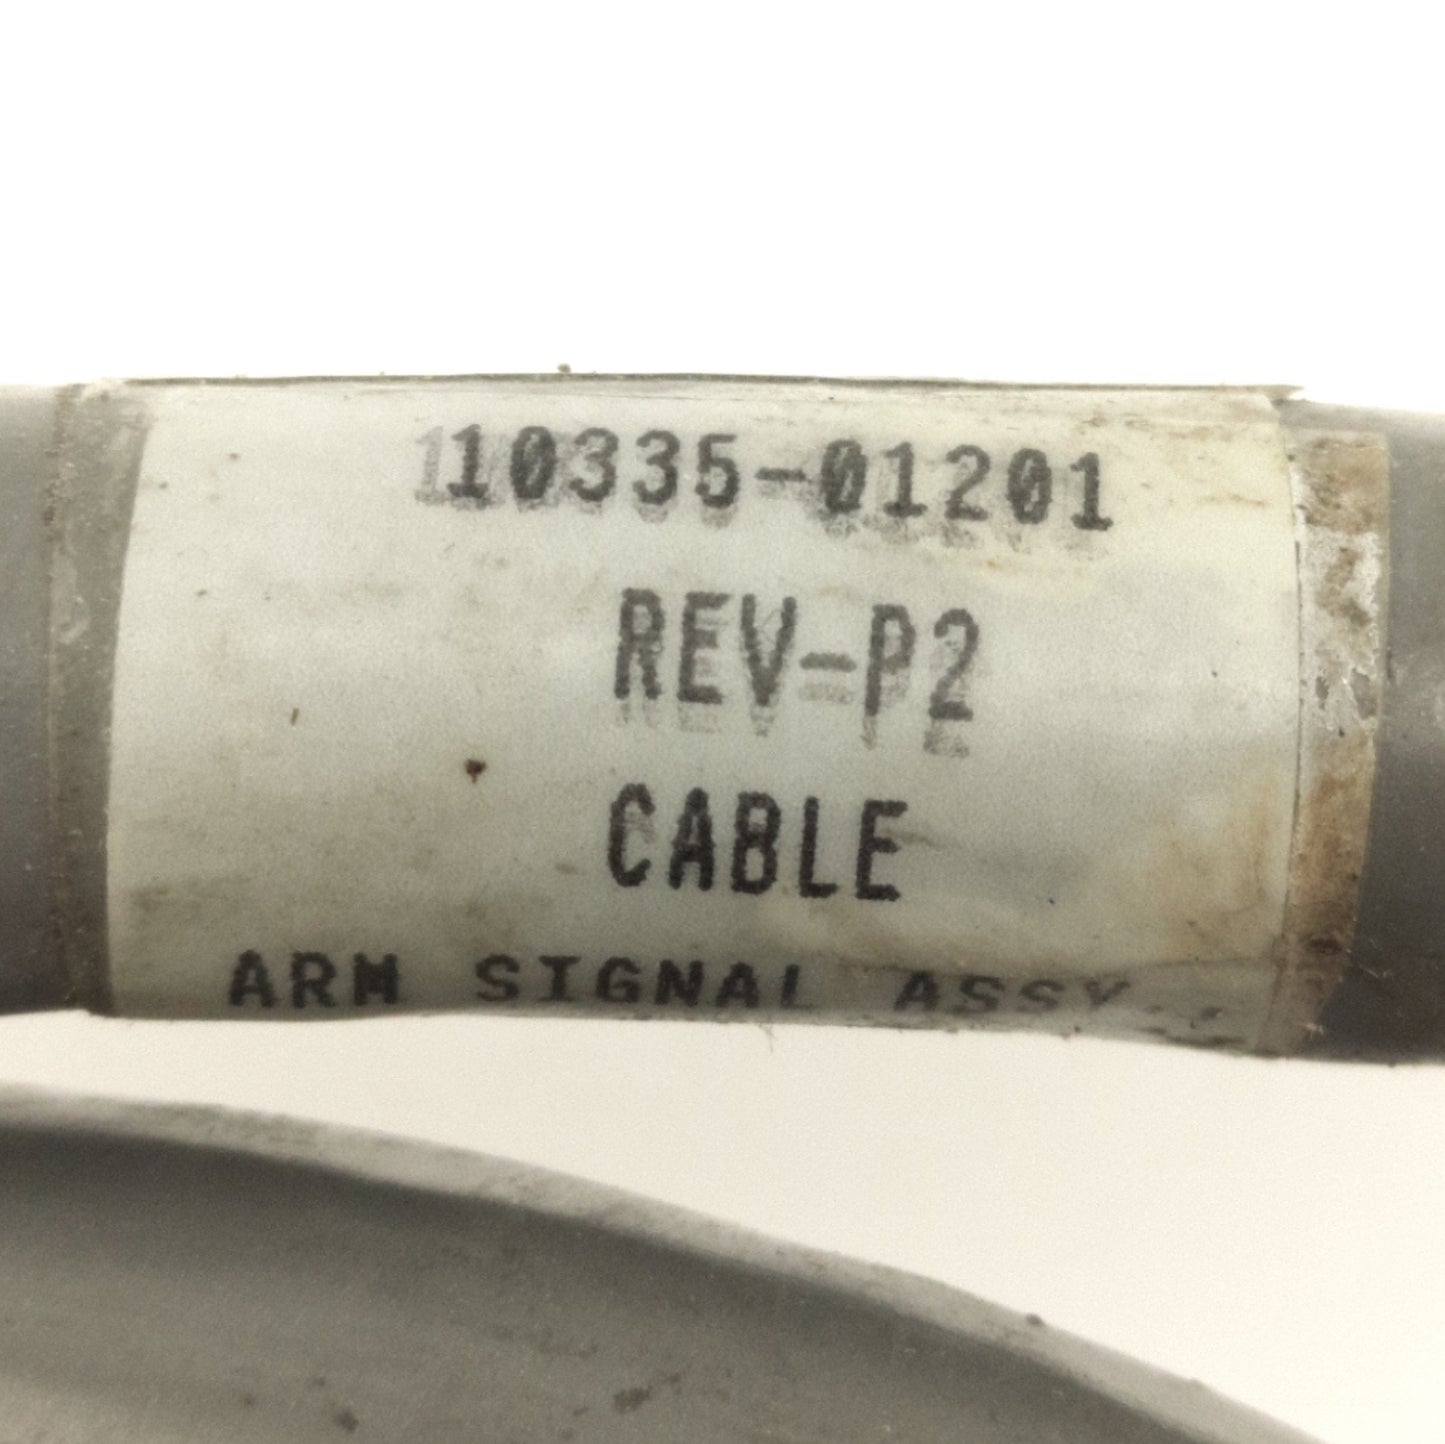 10335-01201
REV-P2
CABLE
ARM SIGNAL ASSY.,